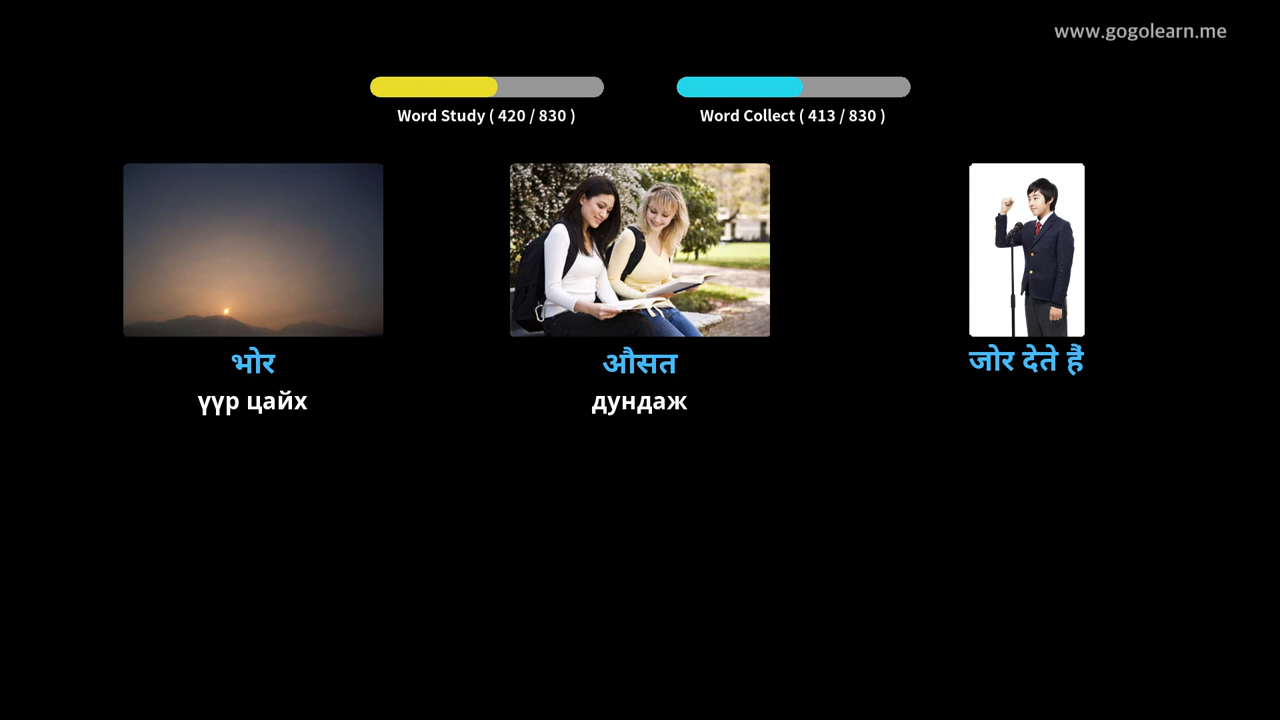 www.gogolearn.me
Word Study ( 420 / 830 )
Word Collect ( 413 / 830 )
भोर
үүр цайх
औसत
дундаж
जोर देते हैं